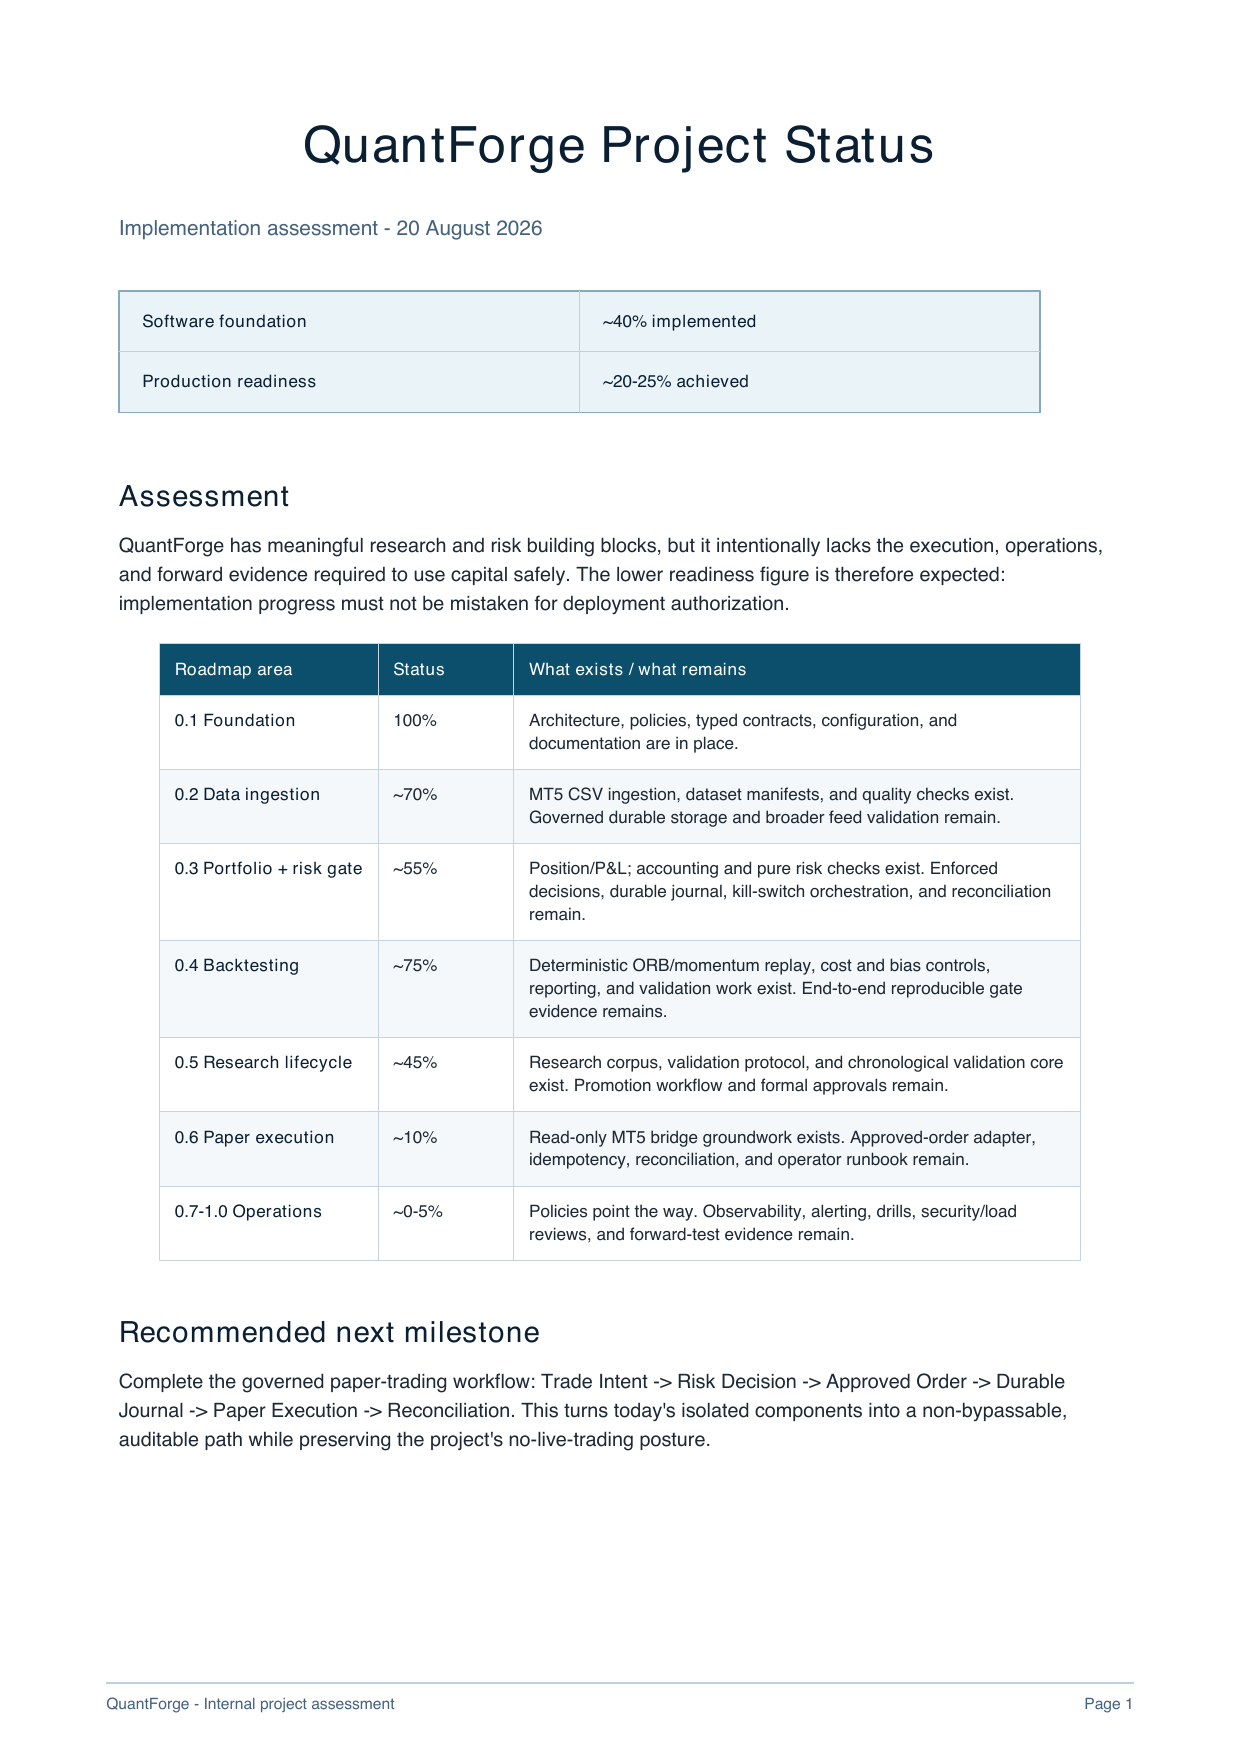 QuantForge Project Status
Implementation assessment - 20 August 2026
Software foundation
~40% implemented
Production readiness
~20-25% achieved
Assessment
QuantForge has meaningful research and risk building blocks, but it intentionally lacks the execution, operations,
and forward evidence required to use capital safely. The lower readiness figure is therefore expected:
implementation progress must not be mistaken for deployment authorization.
Roadmap area
Status
What exists / what remains
0.1 Foundation
100%
Architecture, policies, typed contracts, configuration, and
documentation are in place.
0.2 Data ingestion
~70%
MT5 CSV ingestion, dataset manifests, and quality checks exist.
Governed durable storage and broader feed validation remain.
0.3 Portfolio + risk gate
~55%
Position/P&L; accounting and pure risk checks exist. Enforced
decisions, durable journal, kill-switch orchestration, and reconciliation
remain.
0.4 Backtesting
~75%
Deterministic ORB/momentum replay, cost and bias controls,
reporting, and validation work exist. End-to-end reproducible gate
evidence remains.
0.5 Research lifecycle
~45%
Research corpus, validation protocol, and chronological validation core
exist. Promotion workflow and formal approvals remain.
0.6 Paper execution
~10%
Read-only MT5 bridge groundwork exists. Approved-order adapter,
idempotency, reconciliation, and operator runbook remain.
0.7-1.0 Operations
~0-5%
Policies point the way. Observability, alerting, drills, security/load
reviews, and forward-test evidence remain.
Recommended next milestone
Complete the governed paper-trading workflow: Trade Intent -> Risk Decision -> Approved Order -> Durable
Journal -> Paper Execution -> Reconciliation. This turns today's isolated components into a non-bypassable,
auditable path while preserving the project's no-live-trading posture.
QuantForge - Internal project assessment
Page 1